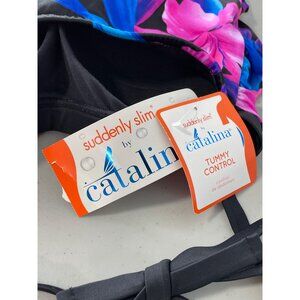 suddenly slim®
by
catalina
suddenly slim®
by
catalina®
TUMMY
CONTROL